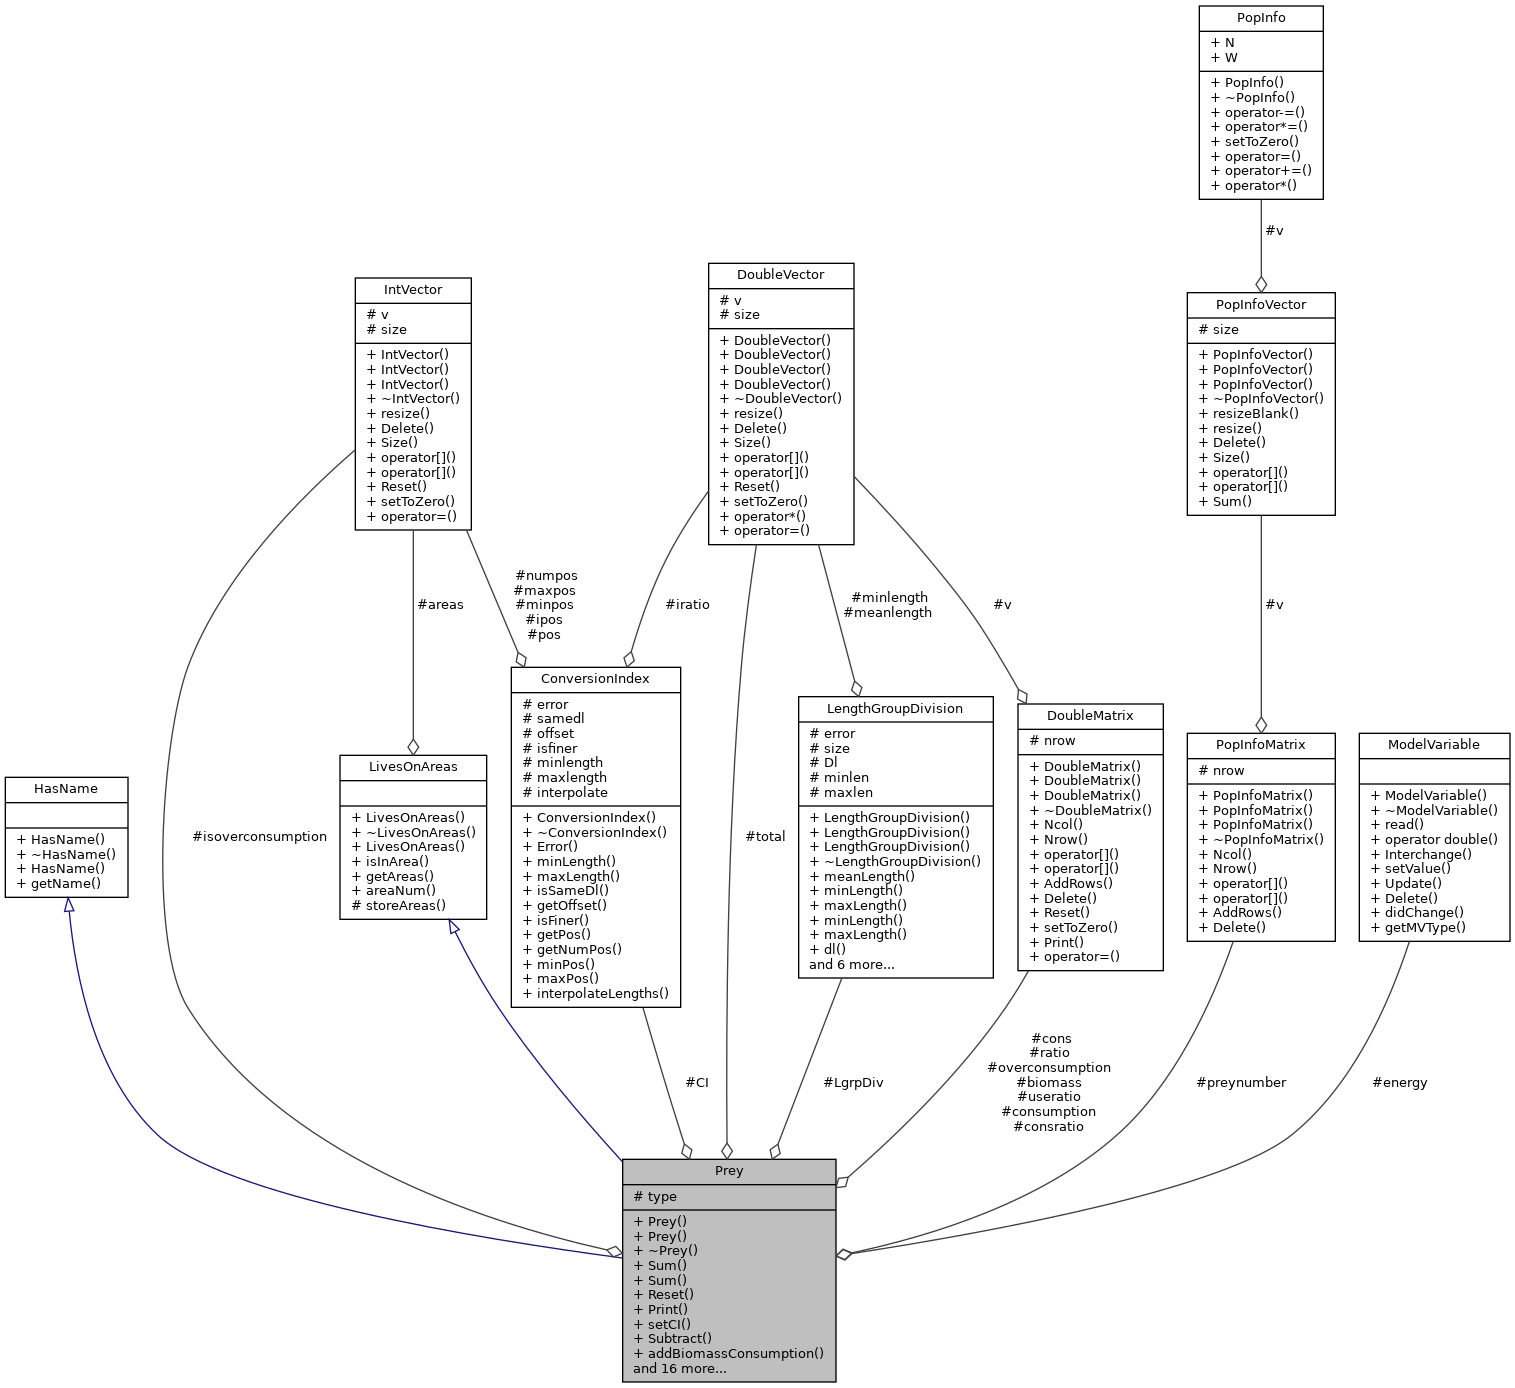 PopInfo
+ N
+ W
+ PopInfo()
+ ~PopInfo()
+ operator-=()
+ operator*=()
+ setToZero()
+ operator=()
+ operator+=()
+ operator*()
#v
IntVector
# v
# size
+ IntVector()
+ IntVector()
+ IntVector()
+ ~IntVector()
+ resize()
+ Delete()
+ Size()
+ operator[]()
+ operator[]()
+ Reset()
+ setToZero()
+ operator=()
DoubleVector
# v
# size
+ DoubleVector()
+ DoubleVector()
+ DoubleVector()
+ DoubleVector()
+ ~DoubleVector()
+ resize()
+ Delete()
+ Size()
+ operator[]()
+ operator[]()
+ Reset()
+ setToZero()
+ operator*()
+ operator=()
PopInfoVector
# size
+ PopInfoVector()
+ PopInfoVector()
+ PopInfoVector()
+ ~PopInfoVector()
+ resizeBlank()
+ resize()
+ Delete()
+ Size()
+ operator[]()
+ operator[]()
+ Sum()
#areas
#numpos
#maxpos
#minpos
#ipos
#pos
#iratio
#minlength
#meanlength
#v
#v
HasName
+ HasName()
+ ~HasName()
+ HasName()
+ getName()
#isoverconsumption
LivesOnAreas
+ LivesOnAreas()
+ ~LivesOnAreas()
+ LivesOnAreas()
+ isInArea()
+ getAreas()
+ areaNum()
# storeAreas()
ConversionIndex
# error
# samedl
# offset
# isfiner
# minlength
# maxlength
# interpolate
+ ConversionIndex()
+ ~ConversionIndex()
+ Error()
+ minLength()
+ maxLength()
+ isSameDl()
+ getOffset()
+ isFiner()
+ getPos()
+ getNumPos()
+ minPos()
+ maxPos()
+ interpolateLengths()
#total
LengthGroupDivision
# error
# size
# Dl
# minlen
# maxlen
+ LengthGroupDivision()
+ LengthGroupDivision()
+ LengthGroupDivision()
+ ~LengthGroupDivision()
+ meanLength()
+ minLength()
+ maxLength()
+ minLength()
+ maxLength()
+ dl()
and 6 more...
DoubleMatrix
# nrow
+ DoubleMatrix()
+ DoubleMatrix()
+ DoubleMatrix()
+ ~DoubleMatrix()
+ Ncol()
+ Nrow()
+ operator[]()
+ operator[]()
+ AddRows()
+ Delete()
+ Reset()
+ setToZero()
+ Print()
+ operator=()
PopInfoMatrix
# nrow
+ PopInfoMatrix()
+ PopInfoMatrix()
+ PopInfoMatrix()
+ ~PopInfoMatrix()
+ Ncol()
+ Nrow()
+ operator[]()
+ operator[]()
+ AddRows()
+ Delete()
ModelVariable
+ ModelVariable()
+ ~ModelVariable()
+ read()
+ operator double()
+ Interchange()
+ setValue()
+ Update()
+ Delete()
+ didChange()
+ getMVType()
#CI
#LgrpDiv
#cons
#ratio
#overconsumption
#biomass
#useratio
#consumption
#consratio
#preynumber
#energy
Prey
# type
+ Prey()
+ Prey()
+ ~Prey()
+ Sum()
+ Sum()
+ Reset()
+ Print()
+ setCI()
+ Subtract()
+ addBiomassConsumption()
and 16 more...